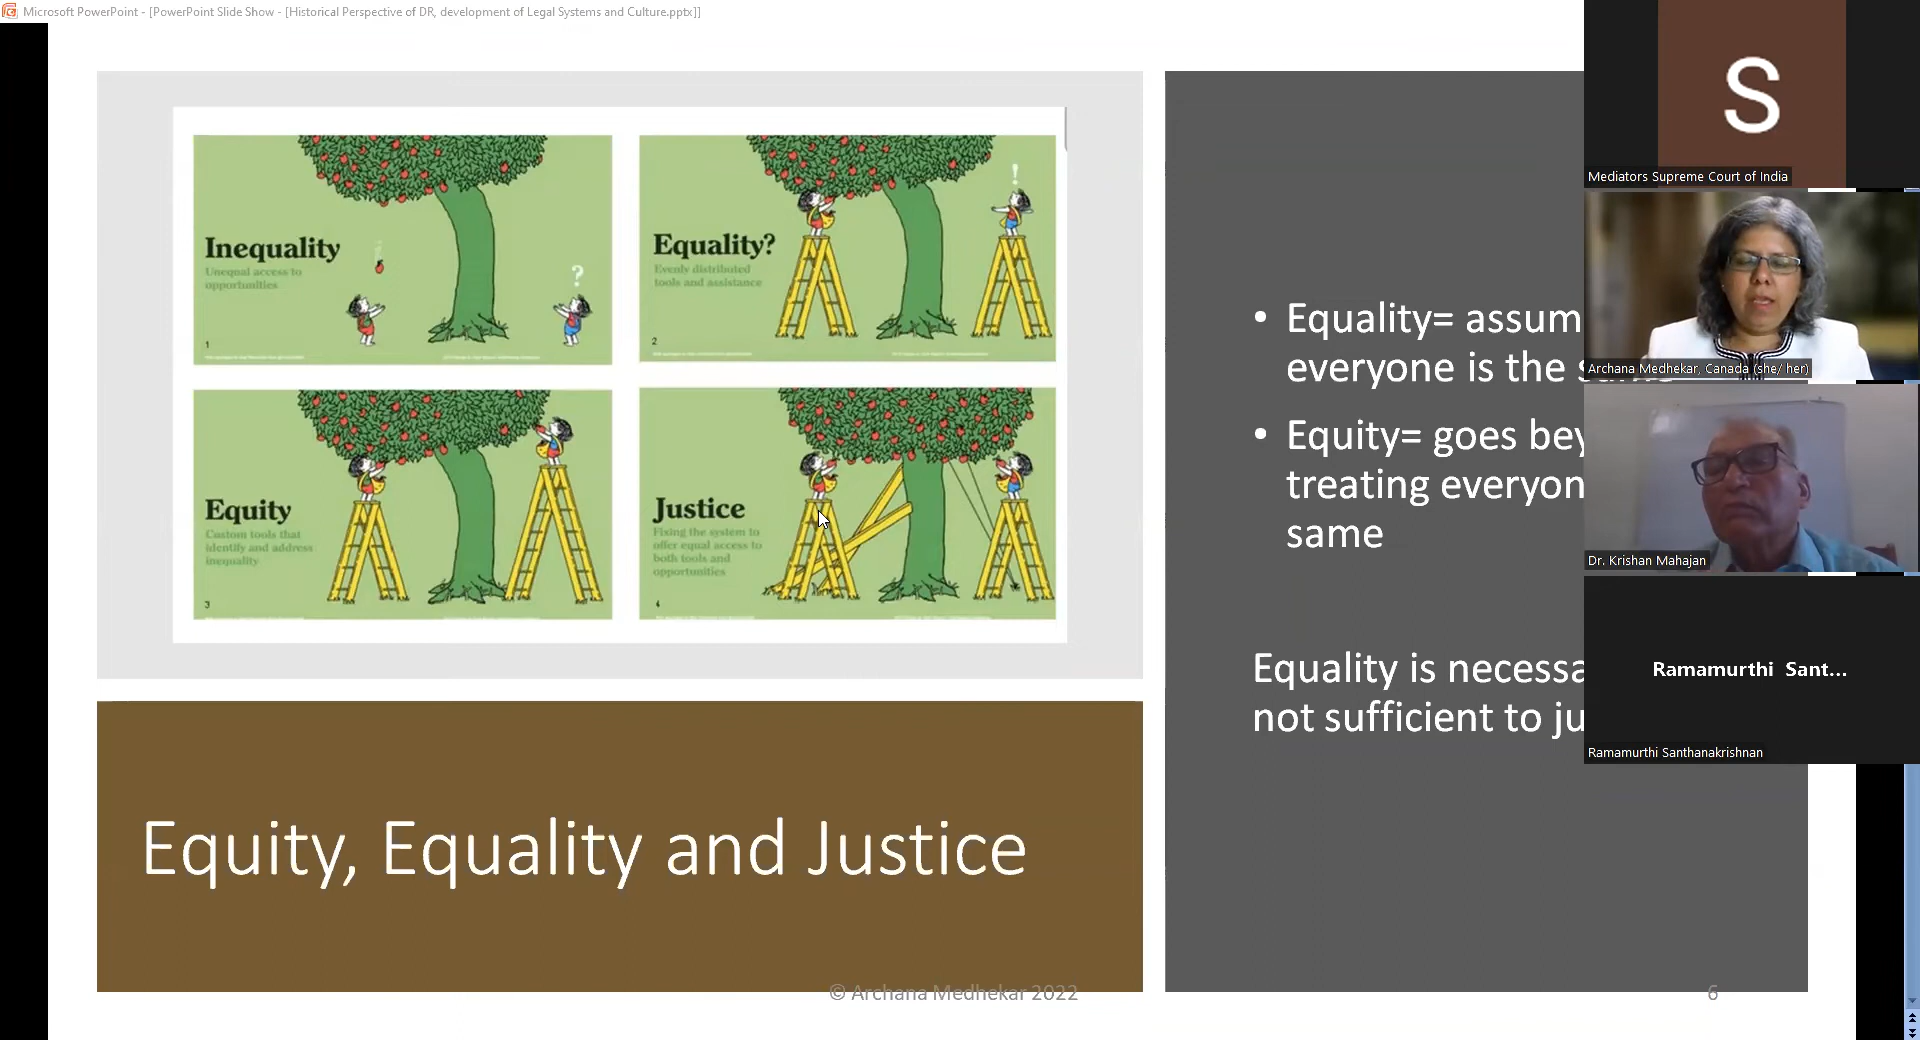 Microsoft PowerPoint - [PowerPoint Slide Show - [Historical Perspective of DR, development of Legal Systems and Culture.pptx]]
Inequality
Unequal access to
opportunities
?
1
Equality?
Evenly distributed
tools and assistance
!
2
Equity
Custom tools that
identify and address
inequality
3
Justice
Fixing the system to
offer equal access to
both tools and
opportunities
4
Equity, Equality and Justice
• Equality= assum
everyone is the
• Equity= goes bey
treating everyon
same
Equality is necessa
not sufficient to ju
© Archana Medhekar 2022
6
S
Mediators Supreme Court of India
Archana Medhekar, Canada (she/ her)
Dr. Krishan Mahajan
Ramamurthi Sant...
Ramamurthi Santhanakrishnan